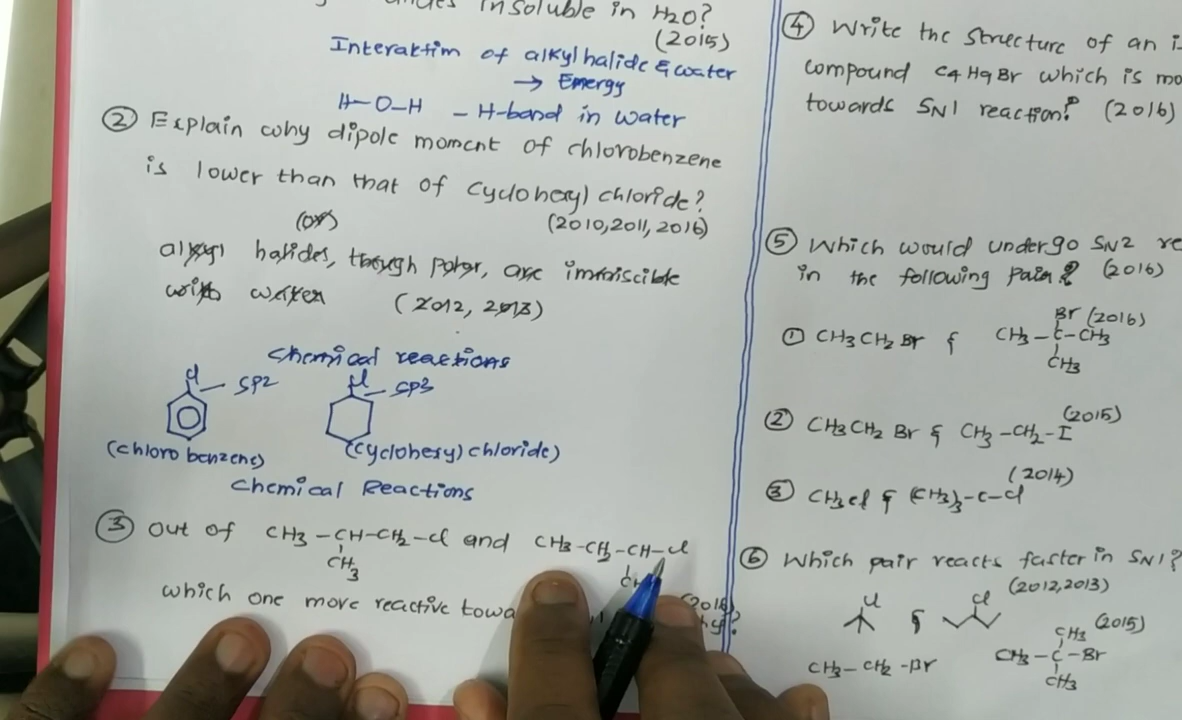 insoluble in H2O?
(2015)
Interaktim of alkyl halide & water
→ Emergy
H-O-H - H-band in water
② Explain why dipole moment of chlorobenzene
is lower than that of cyclohexyl chloride?
(or)
(2010,2011,2016)
alkyl halides, though polar, are immiscible
with water (2012, 2013)
chemical reactions
Cl - SP2
Cl - SP3
(chlorobenzene)
(cyclohexyl chloride)
Chemical Reactions
③ Out of CH3-CH-CH2-Cl and CH3-CH2-CH-Cl
CH3
which one more reactive towa
④ Write the structure of an
compound C4H9Br which is mo
towards SN1 reaction? (2016)
⑤ Which would undergo SN2 re
in the following pair? (2016)
① CH3CH2Br & CH3-C-CH3
Br (2016)
CH3
② CH3CH2Br & CH3-CH2-I (2015)
③ CH3Cl & (CH3)3-C-Cl (2014)
⑥ Which pair reacts faster in SN1?
(2012,2013)
Cl & Cl
CH3-CH2-Br
CH3 (2015)
CH3-C-Br
CH3